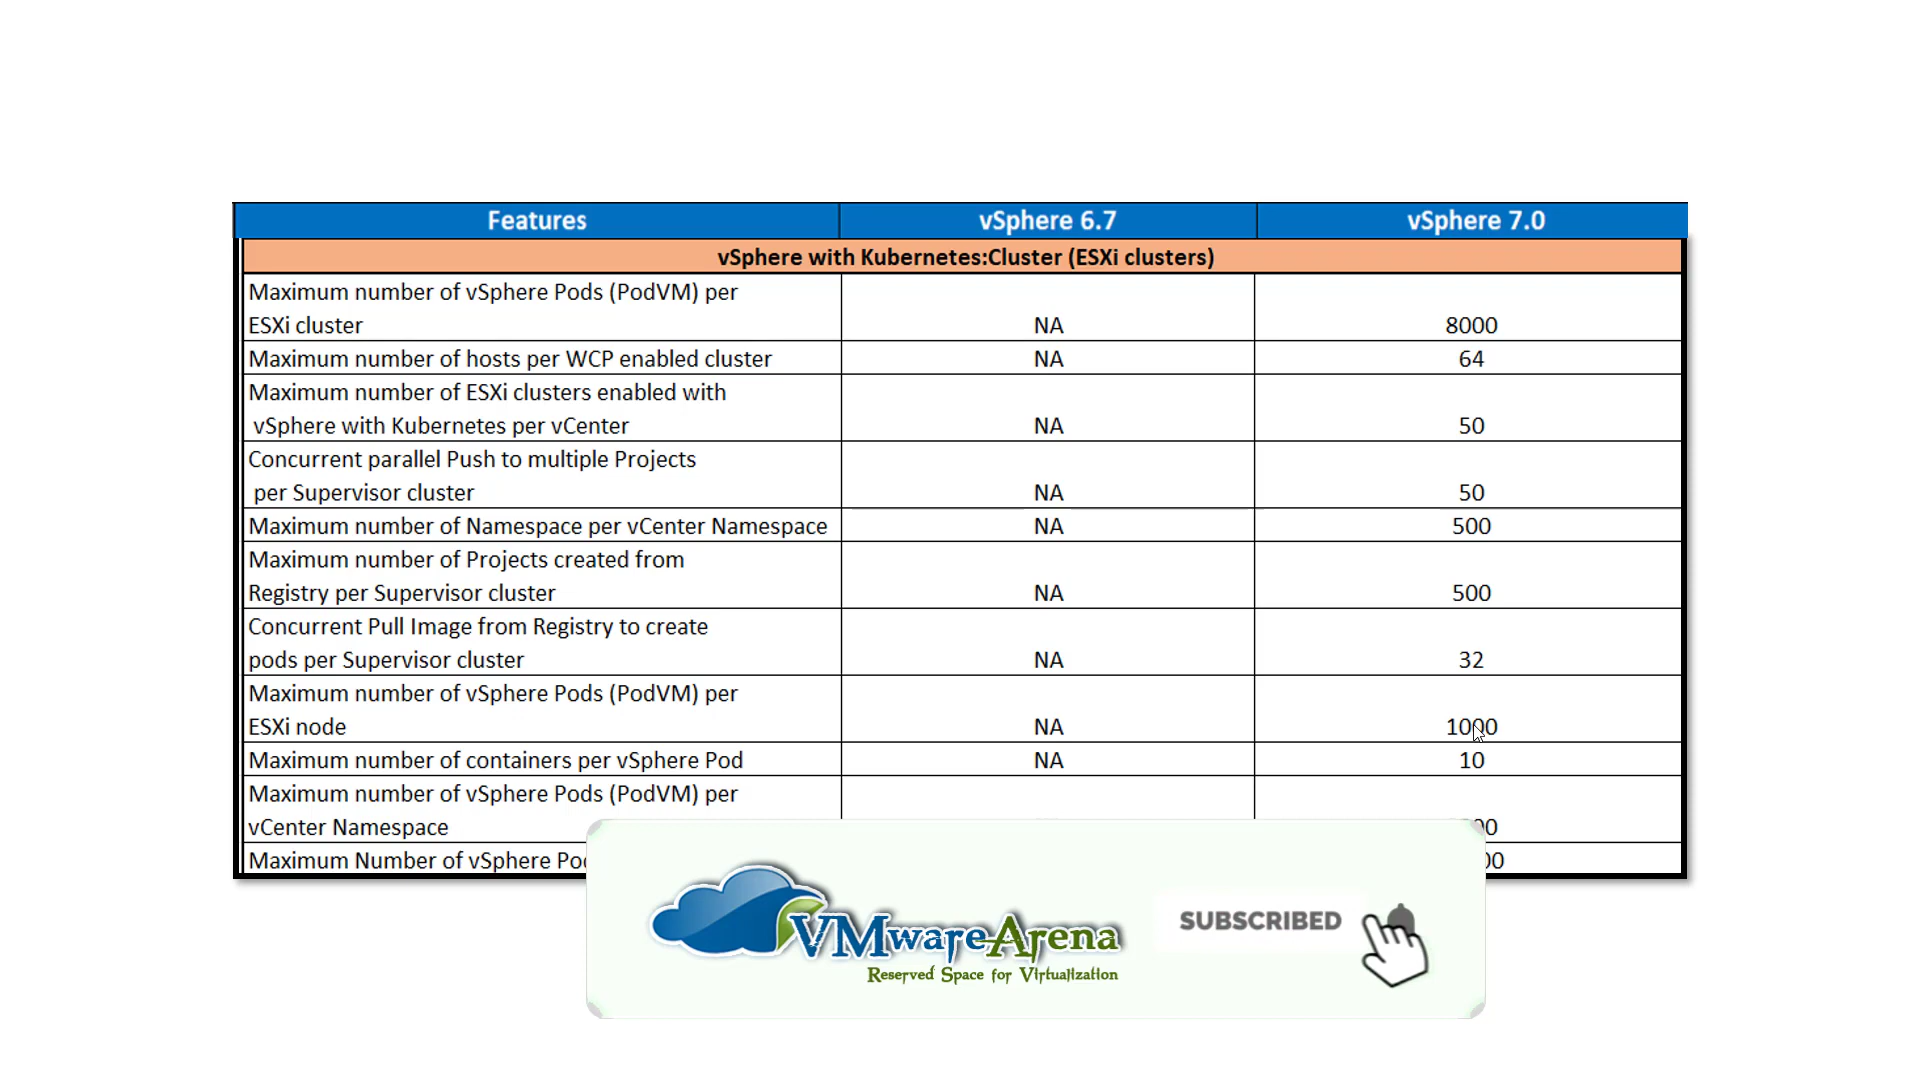 Features vSphere 6.7 vSphere 7.0
vSphere with Kubernetes:Cluster (ESXi clusters)
Maximum number of vSphere Pods (PodVM) per
ESXi cluster NA 8000
Maximum number of hosts per WCP enabled cluster NA 64
Maximum number of ESXi clusters enabled with
vSphere with Kubernetes per vCenter NA 50
Concurrent parallel Push to multiple Projects
per Supervisor cluster NA 50
Maximum number of Namespace per vCenter Namespace NA 500
Maximum number of Projects created from
Registry per Supervisor cluster NA 500
Concurrent Pull Image from Registry to create
pods per Supervisor cluster NA 32
Maximum number of vSphere Pods (PodVM) per
ESXi node NA 1000
Maximum number of containers per vSphere Pod NA 10
Maximum number of vSphere Pods (PodVM) per
vCenter Namespace
Maximum Number of vSphere
VMwareArena
Reserved Space for Virtualization
SUBSCRIBED